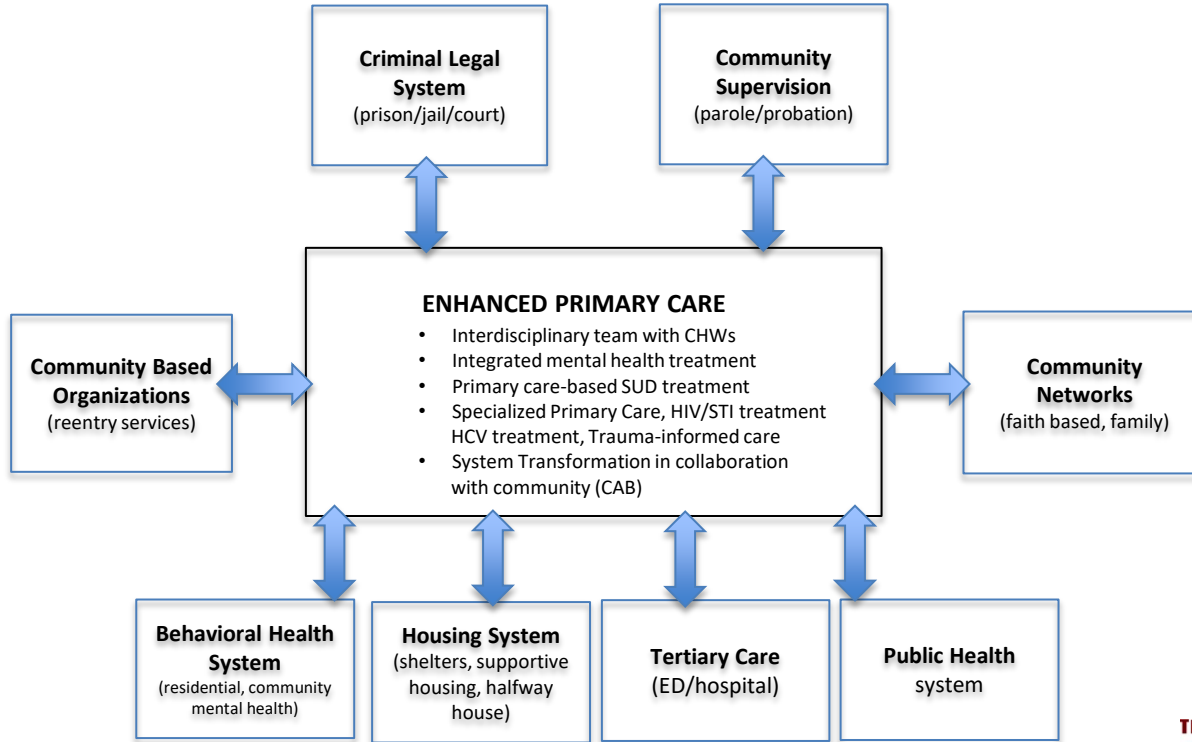 Criminal Legal
System
(prison/jail/court)
Community
Supervision
(parole/probation)
ENHANCED PRIMARY CARE
• Interdisciplinary team with CHWs
• Integrated mental health treatment
• Primary care-based SUD treatment
• Specialized Primary Care, HIV/STI treatment
HCV treatment, Trauma-informed care
• System Transformation in collaboration
with community (CAB)
Community Based
Organizations
(reentry services)
Community
Networks
(faith based, family)
Behavioral Health
System
(residential, community
mental health)
Housing System
(shelters, supportive
housing, halfway
house)
Tertiary Care
(ED/hospital)
Public Health
system